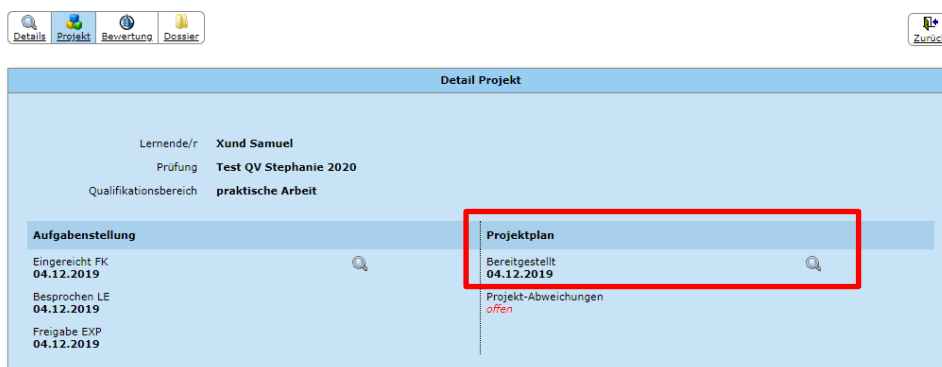 Details Projekt Bewertung Dossier
Zurück
Detail Projekt
Lernende/r Xund Samuel
Prüfung Test QV Stephanie 2020
Qualifikationsbereich praktische Arbeit
Aufgabenstellung
Eingereicht FK
04.12.2019
Besprochen LE
04.12.2019
Freigabe EXP
04.12.2019
Projektplan
Bereitgestellt
04.12.2019
Projekt-Abweichungen
offen